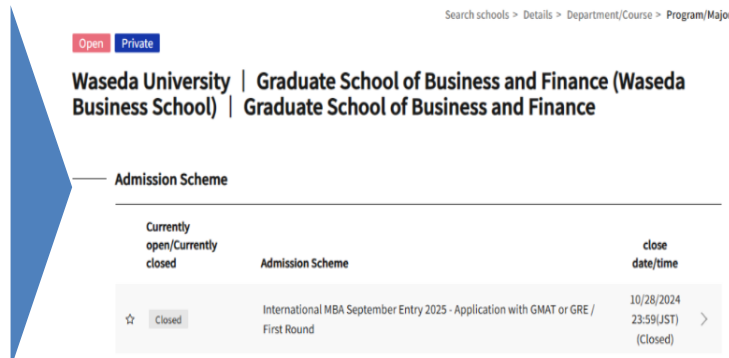 Search schools > Details > Department/Course > Program/Major
Open Private
Waseda University | Graduate School of Business and Finance (Waseda
Business School) | Graduate School of Business and Finance
Admission Scheme
Currently
open/Currently
closed
Admission Scheme
close
date/time
Closed
International MBA September Entry 2025 - Application with GMAT or GRE /
First Round
10/28/2024
23:59(JST)
(Closed)